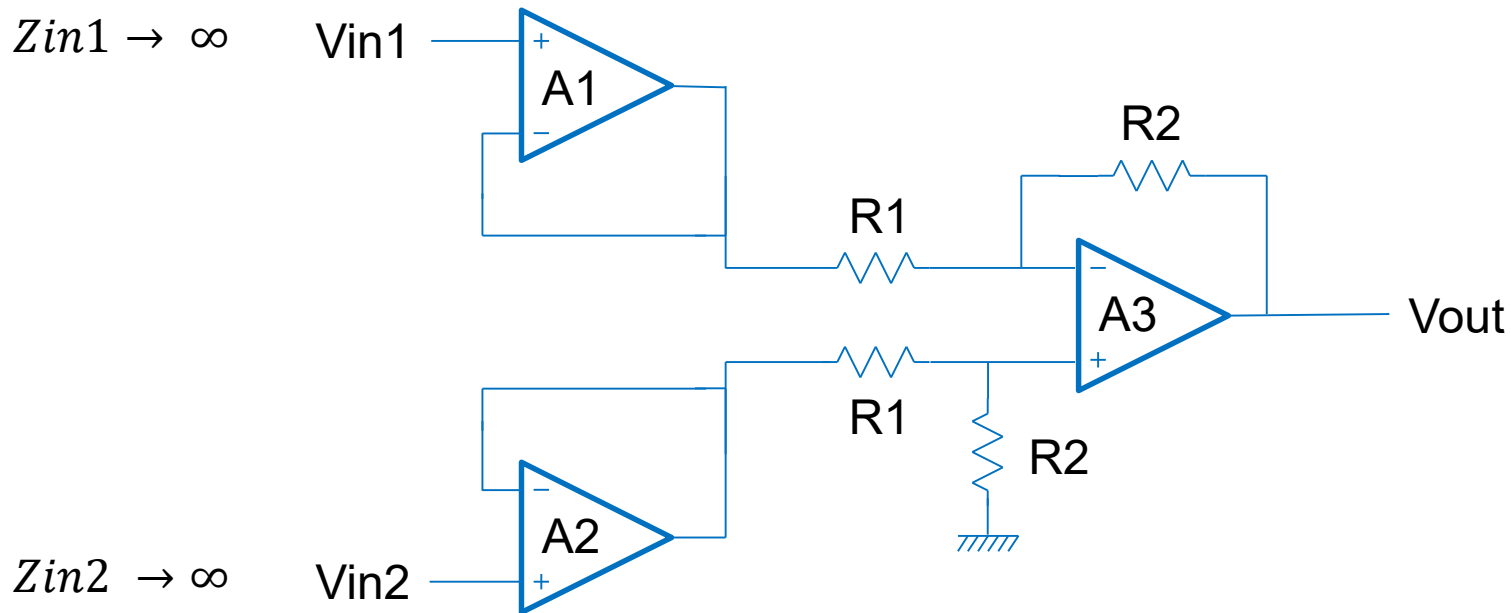 Zin1 → ∞
Vin1
+
A1
−
R2
R1
−
A3
Vout
+
R1
R2
−
A2
Zin2 → ∞
Vin2
+